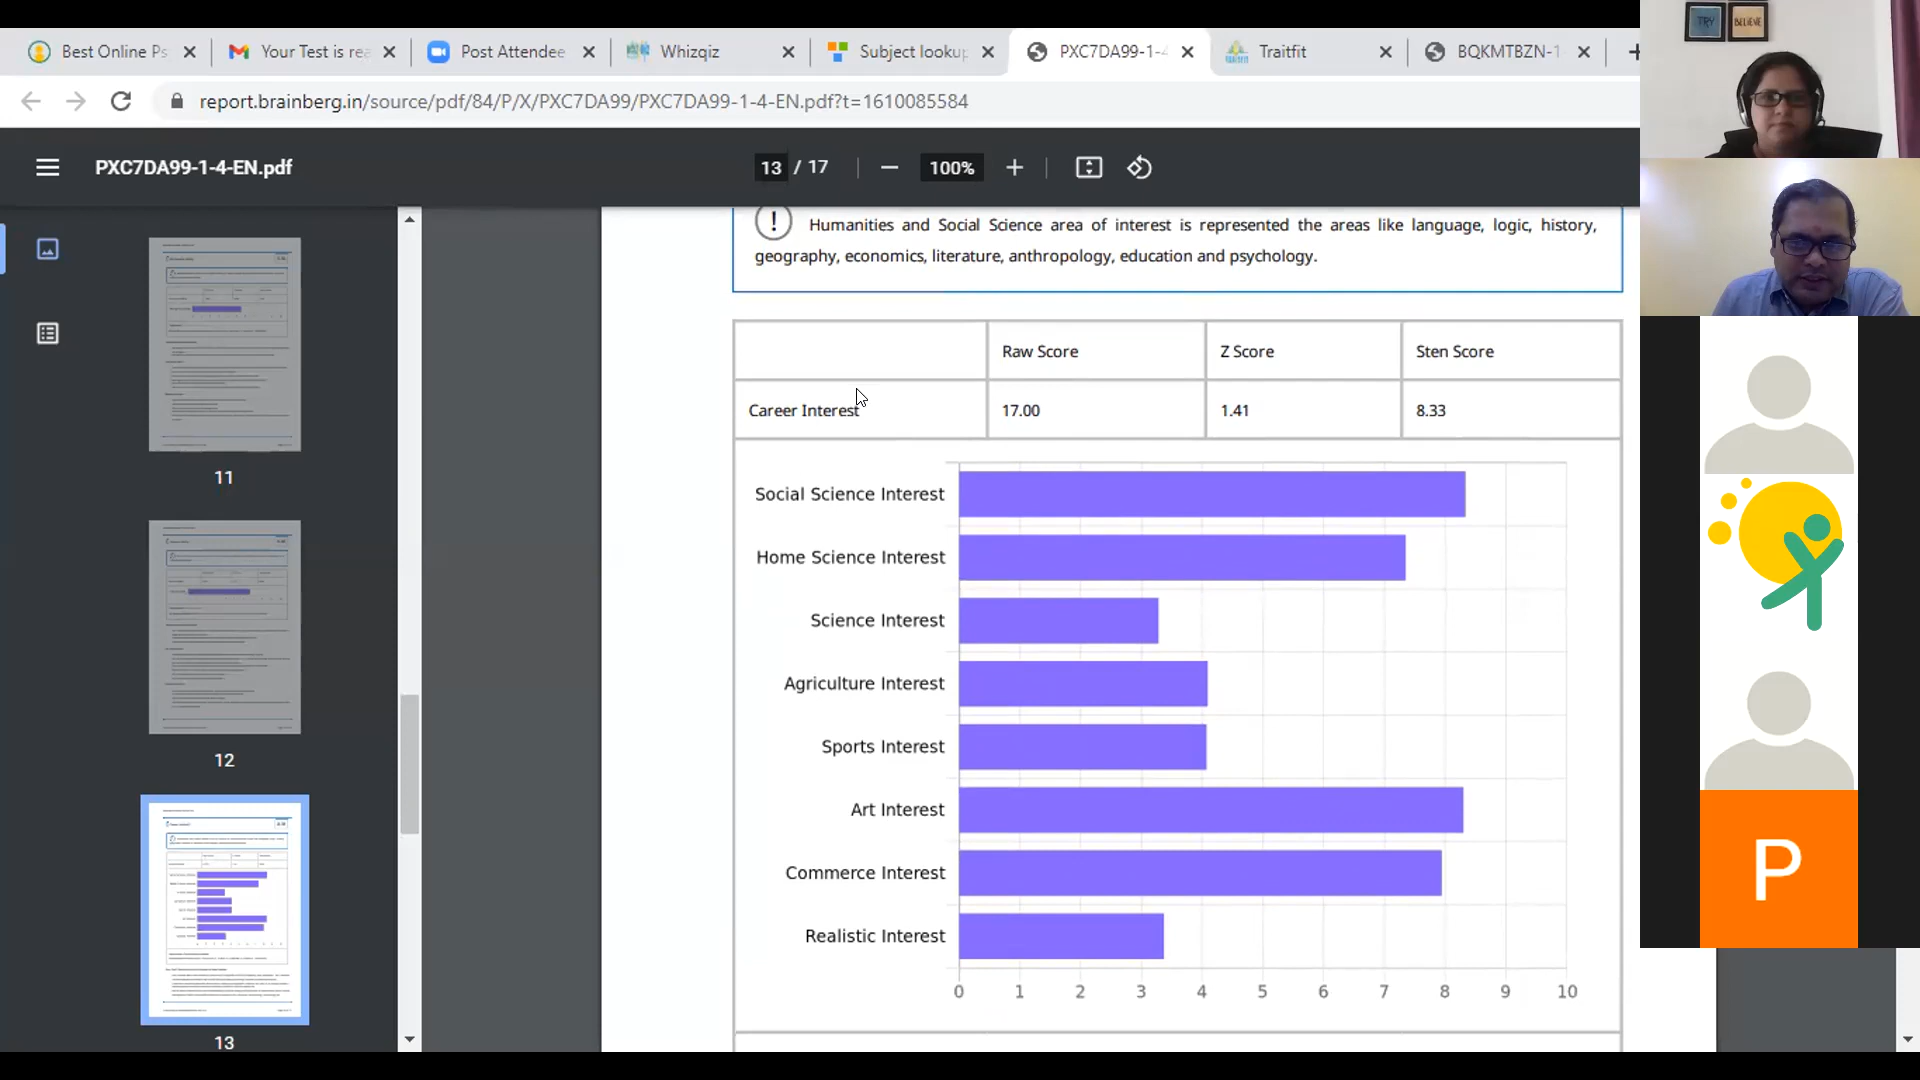 Best Online Ps
Your Test is rea
Post Attendee
Whizqiz
Subject lookup
PXC7DA99-1-4
Traitfit
BQKMTBZN-1
report.brainberg.in/source/pdf/84/P/X/PXC7DA99/PXC7DA99-1-4-EN.pdf?t=1610085584
PXC7DA99-1-4-EN.pdf
13 / 17
100%
TRY
BELIEVE
11
12
13
! Humanities and Social Science area of interest is represented the areas like language, logic, history,
geography, economics, literature, anthropology, education and psychology.
Raw Score Z Score Sten Score
Career Interest 17.00 1.41 8.33
Social Science Interest
Home Science Interest
Science Interest
Agriculture Interest
Sports Interest
Art Interest
Commerce Interest
Realistic Interest
0 1 2 3 4 5 6 7 8 9 10
P